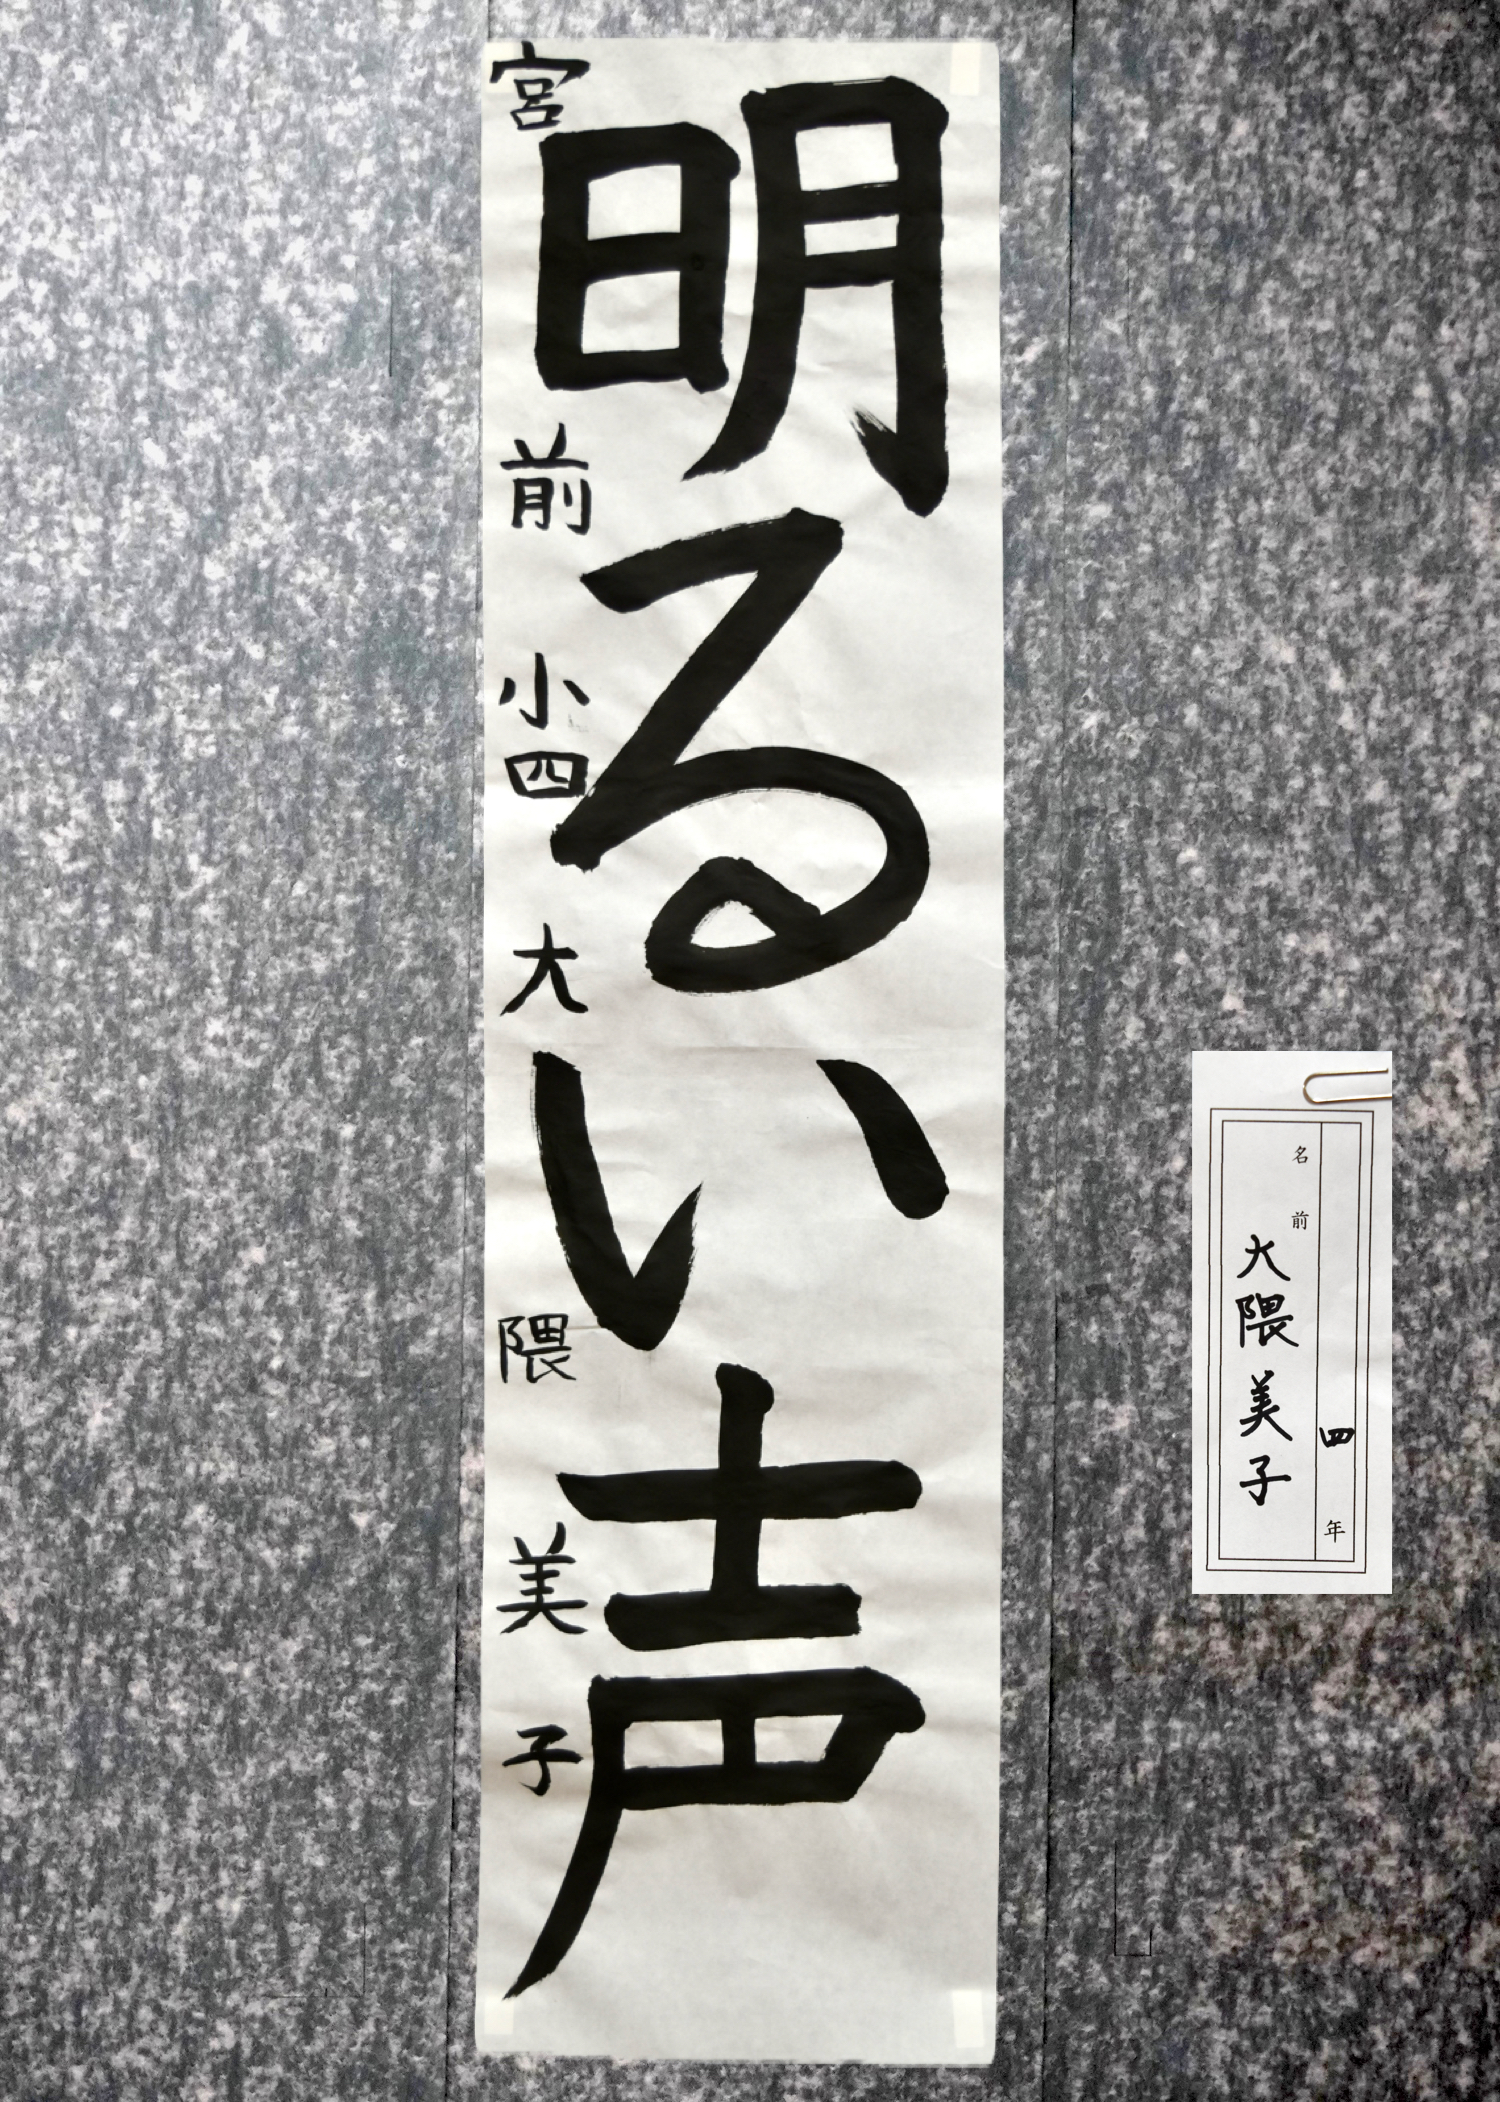 明るい声
宮前小四大隈美子
四年
名前
大隈美子